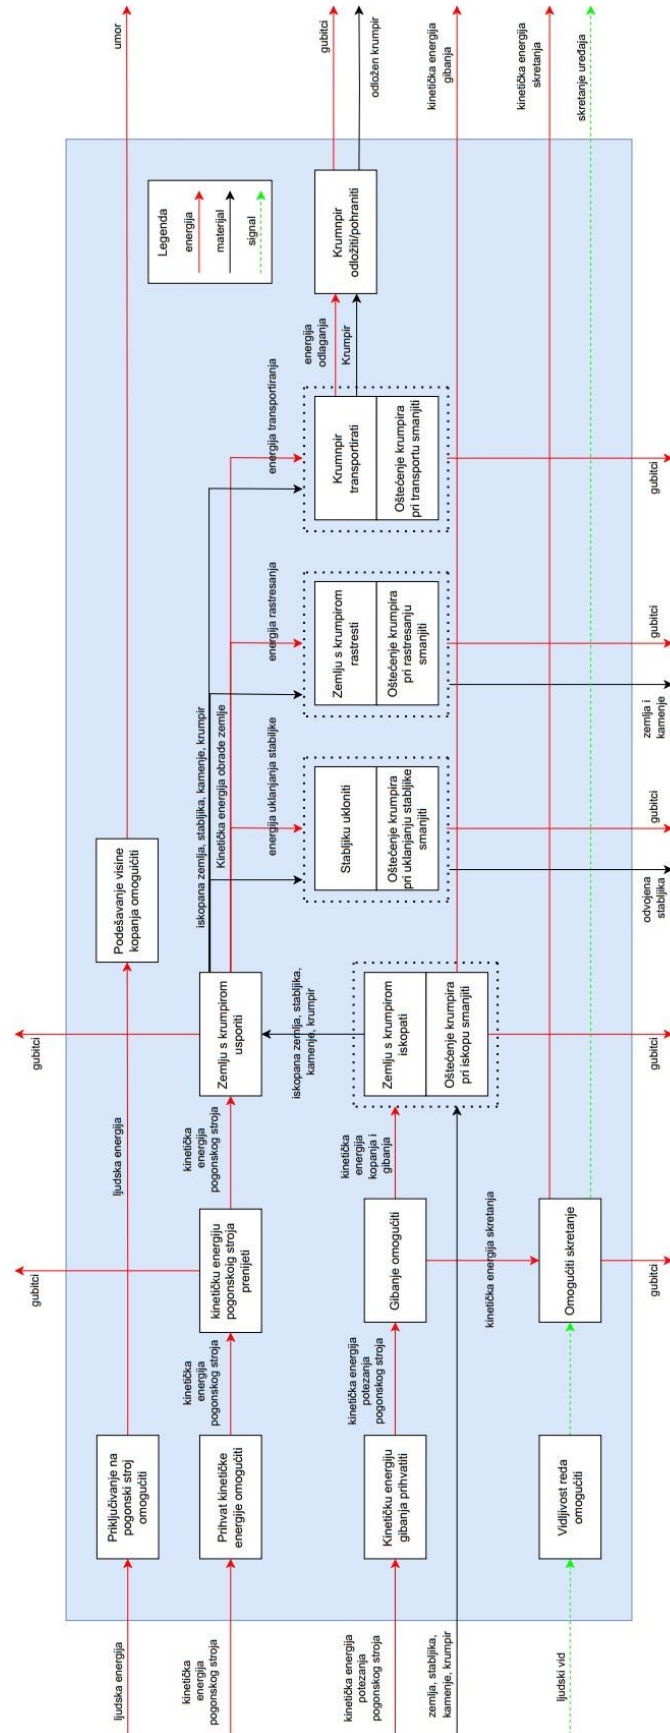 ljudska energija
Priključivanje na
pogonski stroj
omogućiti
ljudska energija
Podešavanje visine
kopanja omoguićiti
umor
kinetička
energija
pogonskog stroja
Prihvat kinetičke
energije omogućiti
kinetička
energija
pogonskog stroja
kinetičku energiju
pogonskoig stroja
prenijeti
gubitci
kinetička
energija
pogonskog stroja
Zemlju s krumpirom
usporiti
gubitci
iskopana zemlja, stabljika, kamenje, krumpir
Kinetička energija obrade zemlje
energija uklanjanja stabiljke
energija rastresanja
energija transportiranja
Legenda
energija
materijal
signal
iskopana zemlja, stabljika,
kamenje, krumpir
kinetička energija
potezanja
pogonskog stroja
Kinetičku energiju
gibanja prihvatiti
kinetička energija
potezanja
pogonskog stroja
Gibanje omogućiti
kinetička
energija
kopanja i
gibanja
Zemlju s krumpirom
iskopati
Oštećenje krumpira
pri iskopu smanjiti
Stabljiku ukloniti
Oštećenje krumpira
pri uklanjanju stabljike
smanjiti
Zemlju s krumpirom
rastresti
Oštećenje krumpira
pri rastresanju
smanjiti
Krumnpir
transportirati
Oštećenje krumpira
pri transportu smanjiti
energija
odlaganja
Krumpir
Krumnpir
odložiti/pohraniti
gubitci
odložen krumpir
zemlja, stabljika,
kamenje, krumpir
kinetička energija
gibanja
kinetička energija skretanja
kinetička energija
skretanja
ljudski vid
Vidljivost reda
omogućiti
Omogućiti skretanje
skretanje uređaja
gubitci
gubitci
odvojena
stabljika
gubitci
zemlja i
kamenje
gubitci
gubitci